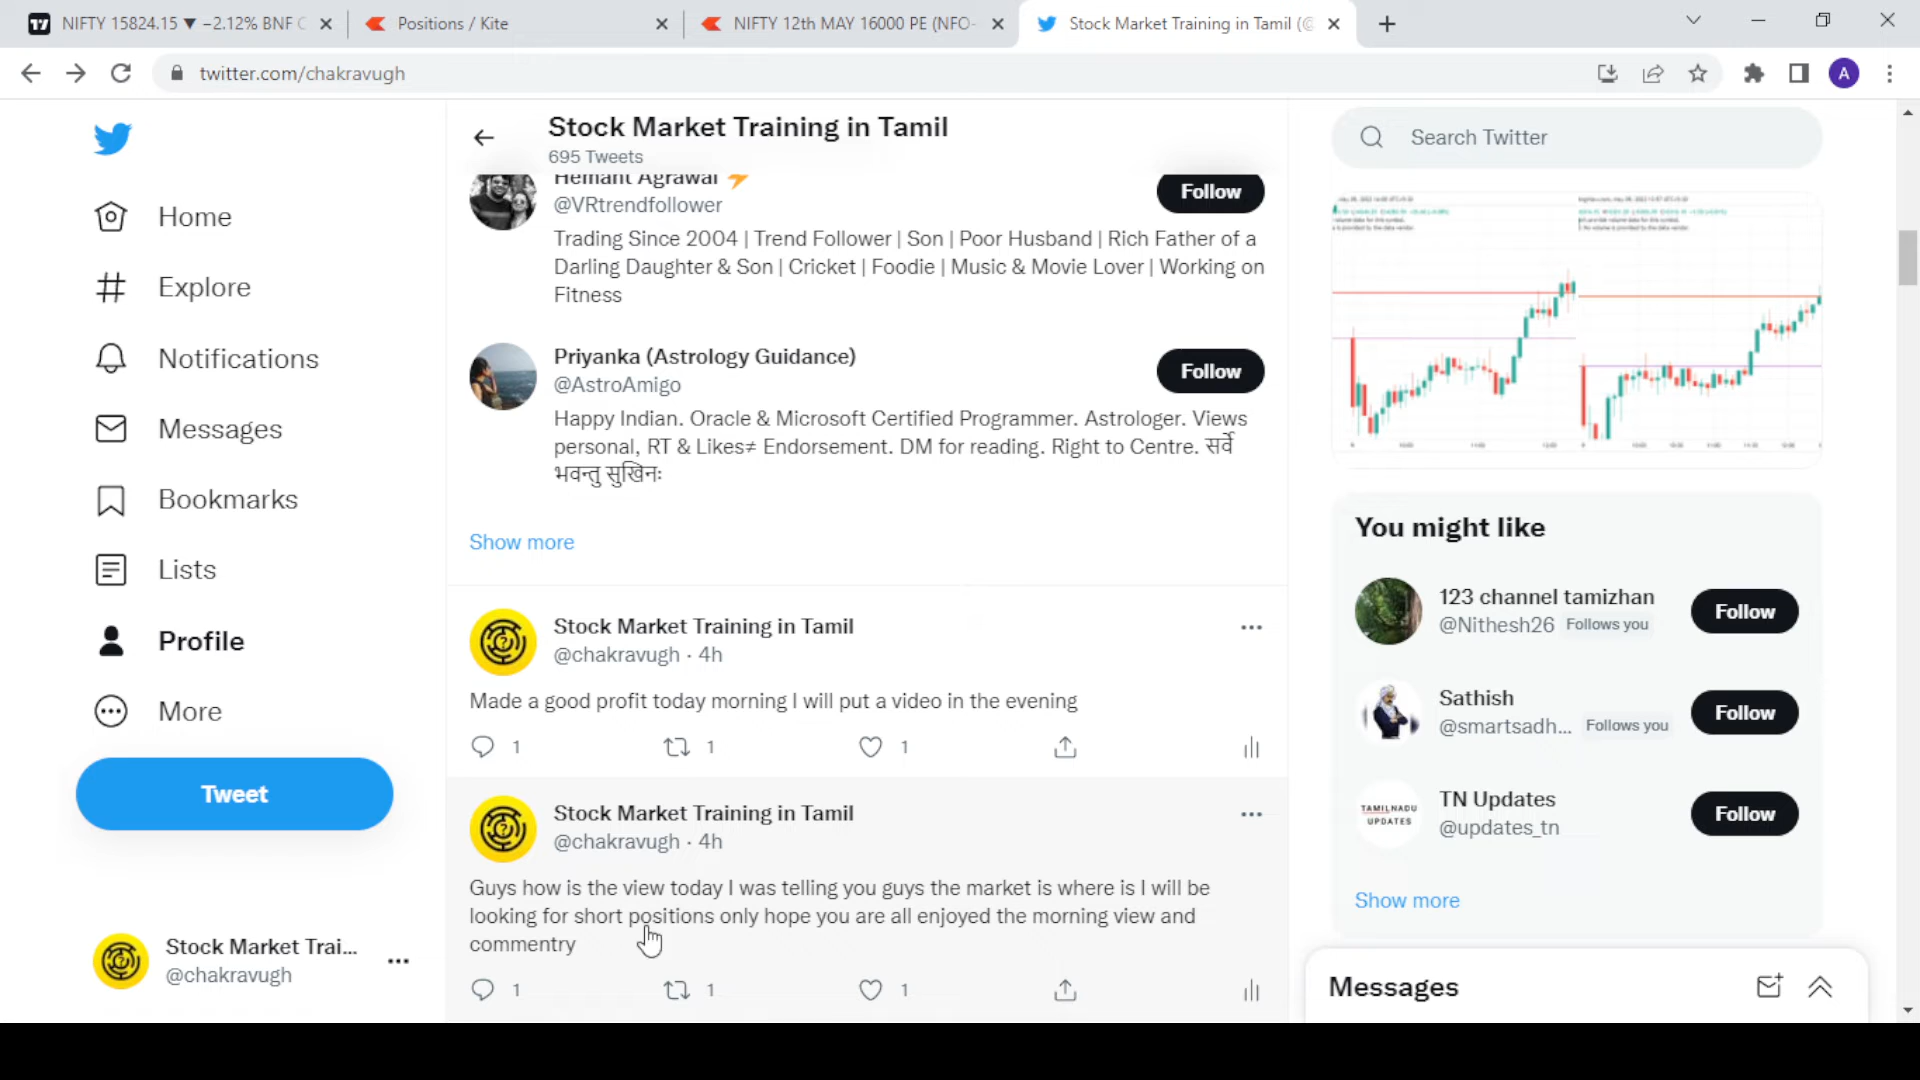 NIFTY 15824.15 ▼ −2.12% BNF
Positions / Kite
NIFTY 12th MAY 16000 PE (NFO-
Stock Market Training in Tamil (@
twitter.com/chakravugh
A
Stock Market Training in Tamil
695 Tweets
Search Twitter
Home
Explore
Notifications
Messages
Bookmarks
Lists
Profile
More
Tweet
Stock Market Trai...
@chakravugh
Hemant Agrawal
@VRtrendfollower
Follow
Trading Since 2004 | Trend Follower | Son | Poor Husband | Rich Father of a
Darling Daughter & Son | Cricket | Foodie | Music & Movie Lover | Working on
Fitness
Priyanka (Astrology Guidance)
@AstroAmigo
Follow
Happy Indian. Oracle & Microsoft Certified Programmer. Astrologer. Views
personal, RT & Likes≠ Endorsement. DM for reading. Right to Centre. सर्वे
भवन्तु सुखिनः
Show more
Stock Market Training in Tamil
@chakravugh · 4h
Made a good profit today morning I will put a video in the evening
1 1 1
Stock Market Training in Tamil
@chakravugh · 4h
Guys how is the view today I was telling you guys the market is where is I will be
looking for short positions only hope you are all enjoyed the morning view and
commentry
1 1 1
You might like
123 channel tamizhan
@Nithesh26 Follows you
Follow
Sathish
@smartsadh... Follows you
Follow
TAMILNADU
UPDATES
TN Updates
@updates_tn
Follow
Show more
Messages